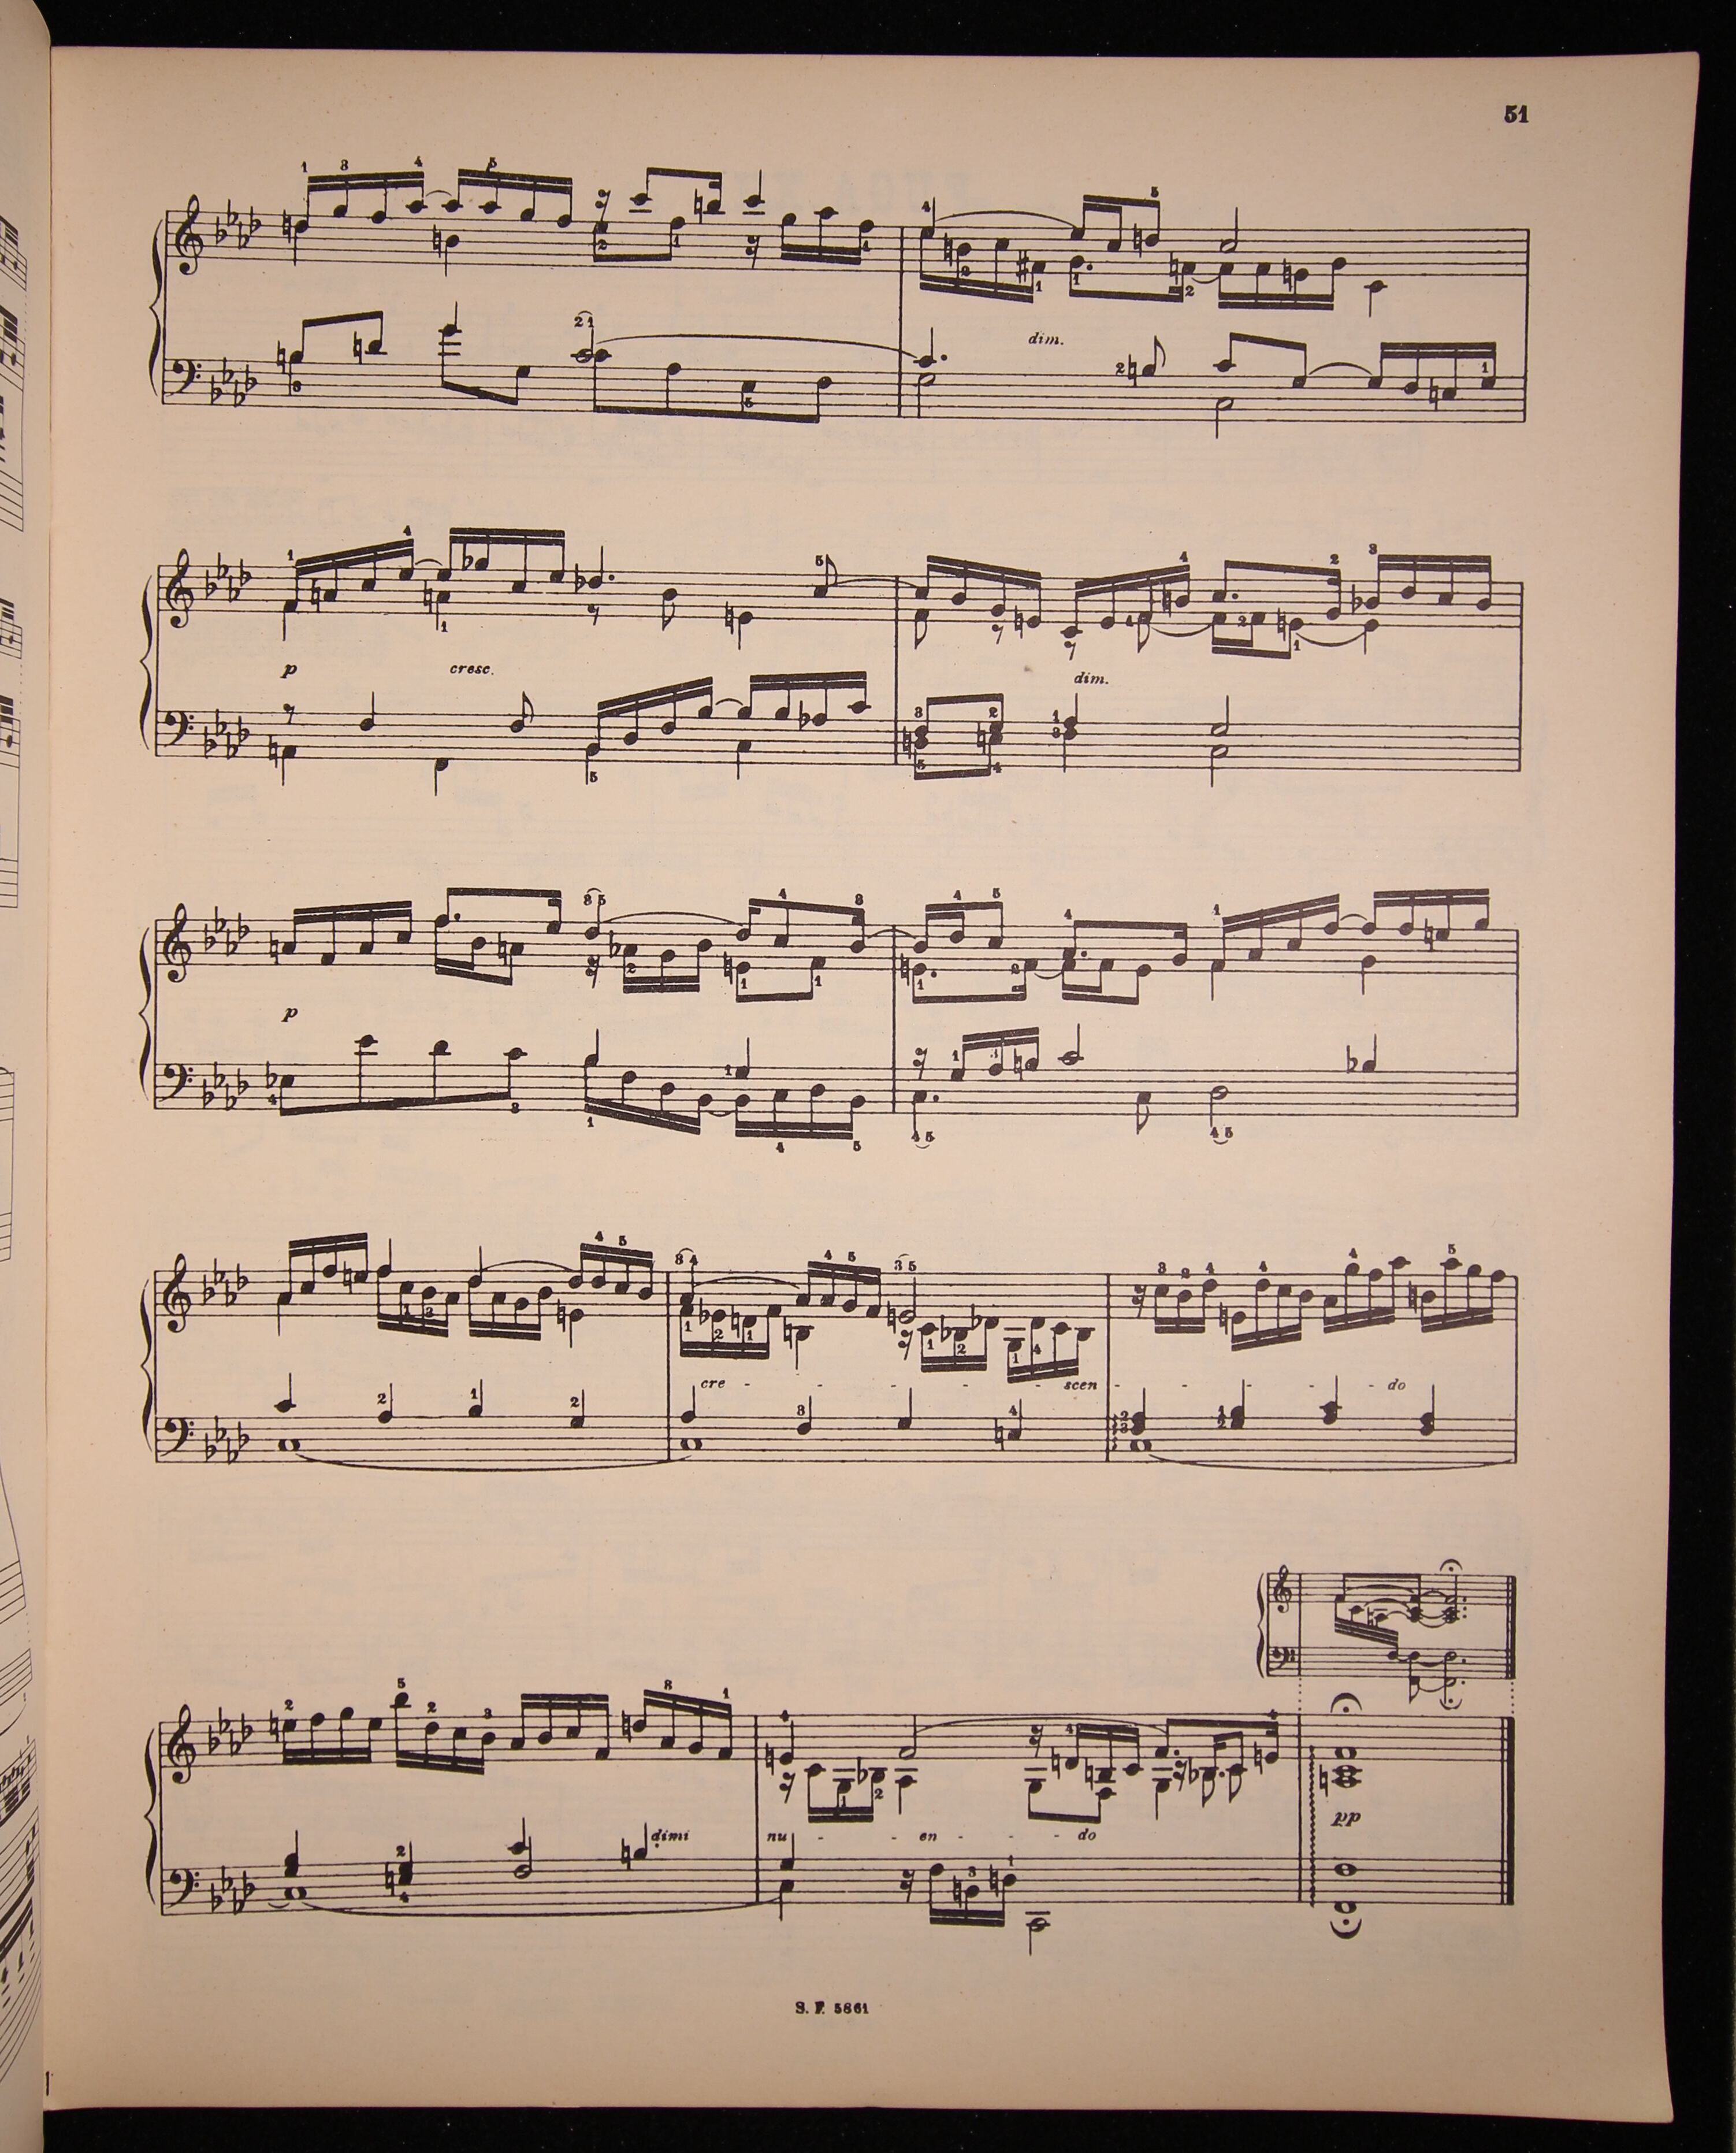 51
dim.
p cresc.
dim.
p
cre - - - - scen - - - - do
dimi nu - - en - - - do
pp
S. F. 5861